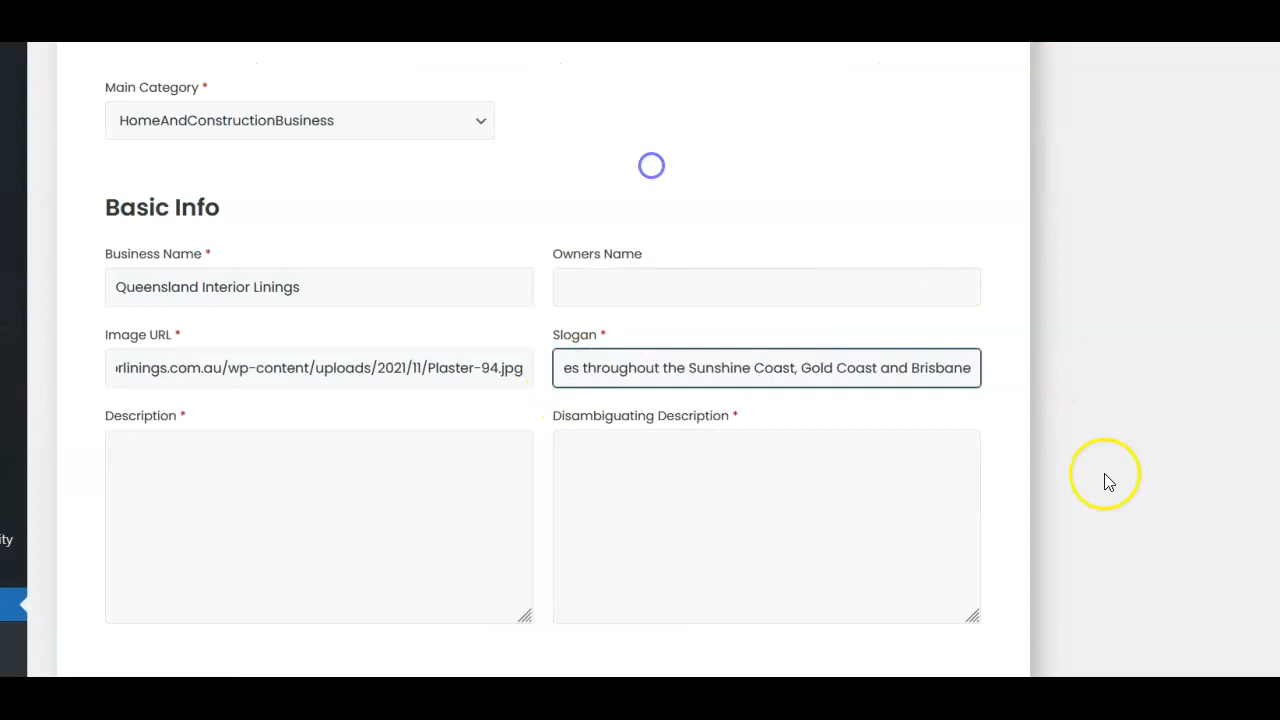 Main Category *
HomeAndConstructionBusiness
Basic Info
Business Name *
Owners Name
Queensland Interior Linings
Image URL *
Slogan *
rlinings.com.au/wp-content/uploads/2021/11/Plaster-94.jpg
es throughout the Sunshine Coast, Gold Coast and Brisbane
Description *
Disambiguating Description *
ity